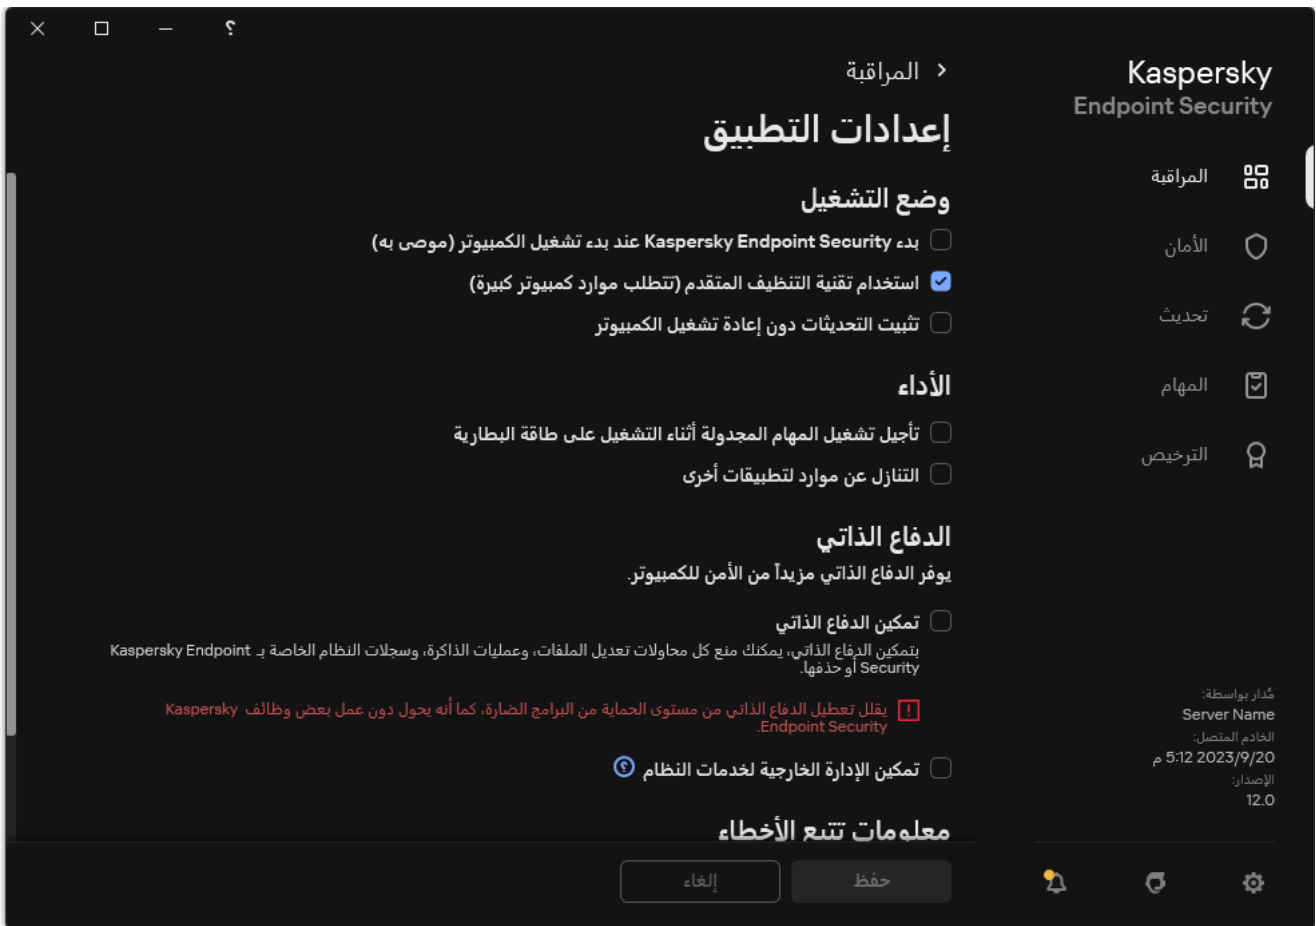 Kaspersky
Endpoint Security
المراقبة
الأمان
تحديث
المهام
الترخيص
مُدار بواسطة:
Server Name
الخادم المتصل:
2023/9/20 5:12 م
الإصدار:
12.0
المراقبة
إعدادات التطبيق
وضع التشغيل
بدء Kaspersky Endpoint Security عند بدء تشغيل الكمبيوتر (موصى به)
استخدام تقنية التنظيف المتقدم (تتطلب موارد كمبيوتر كبيرة)
تثبيت التحديثات دون إعادة تشغيل الكمبيوتر
الأداء
تأجيل تشغيل المهام المجدولة أثناء التشغيل على طاقة البطارية
التنازل عن موارد لتطبيقات أخرى
الدفاع الذاتي
يوفر الدفاع الذاتي مزيداً من الأمن للكمبيوتر.
تمكين الدفاع الذاتي
بتمكين الدفاع الذاتي، يمكنك منع كل محاولات تعديل الملفات، وعمليات الذاكرة، وسجلات النظام الخاصة بـ Kaspersky Endpoint
Security أو حذفها.
يقلل تعطيل الدفاع الذاتي من مستوى الحماية من البرامج الضارة، كما أنه يحول دون عمل بعض وظائف Kaspersky
Endpoint Security.
تمكين الإدارة الخارجية لخدمات النظام
معلومات تتبع الأخطاء
حفظ
إلغاء